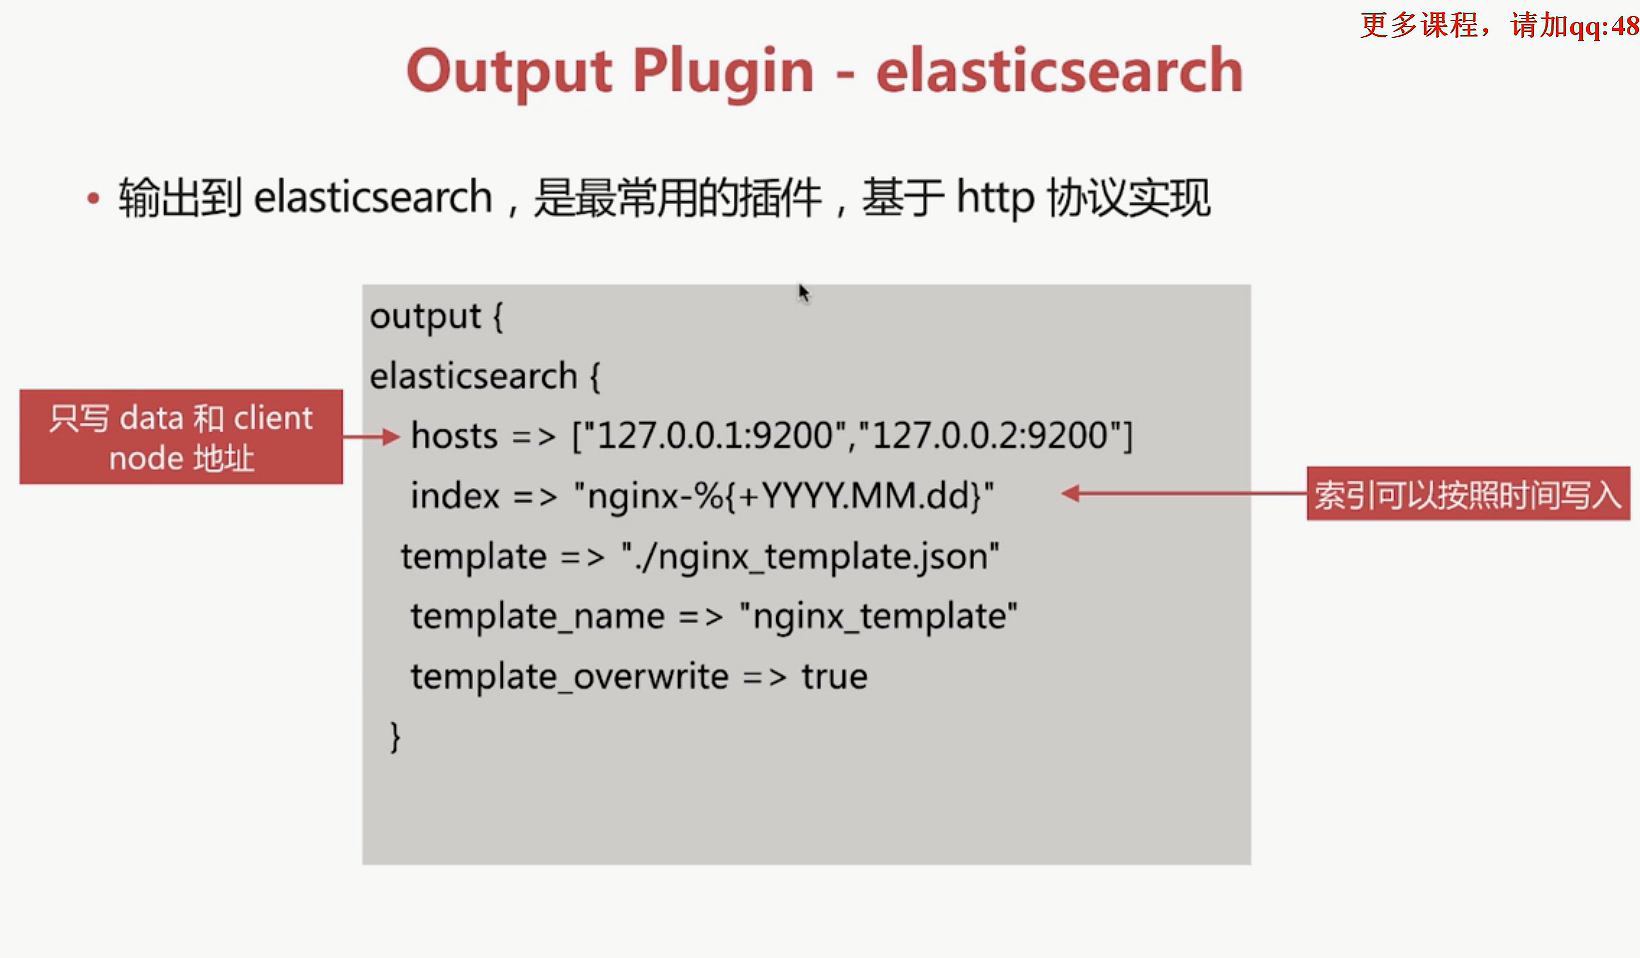 更多课程，请加qq:48
Output Plugin - elasticsearch
• 输出到 elasticsearch，是最常用的插件，基于 http 协议实现
output {
elasticsearch {
只写 data 和 client
node 地址
hosts => ["127.0.0.1:9200","127.0.0.2:9200"]
index => "nginx-%{+YYYY.MM.dd}"
索引可以按照时间写入
template => "./nginx_template.json"
template_name => "nginx_template"
template_overwrite => true
}